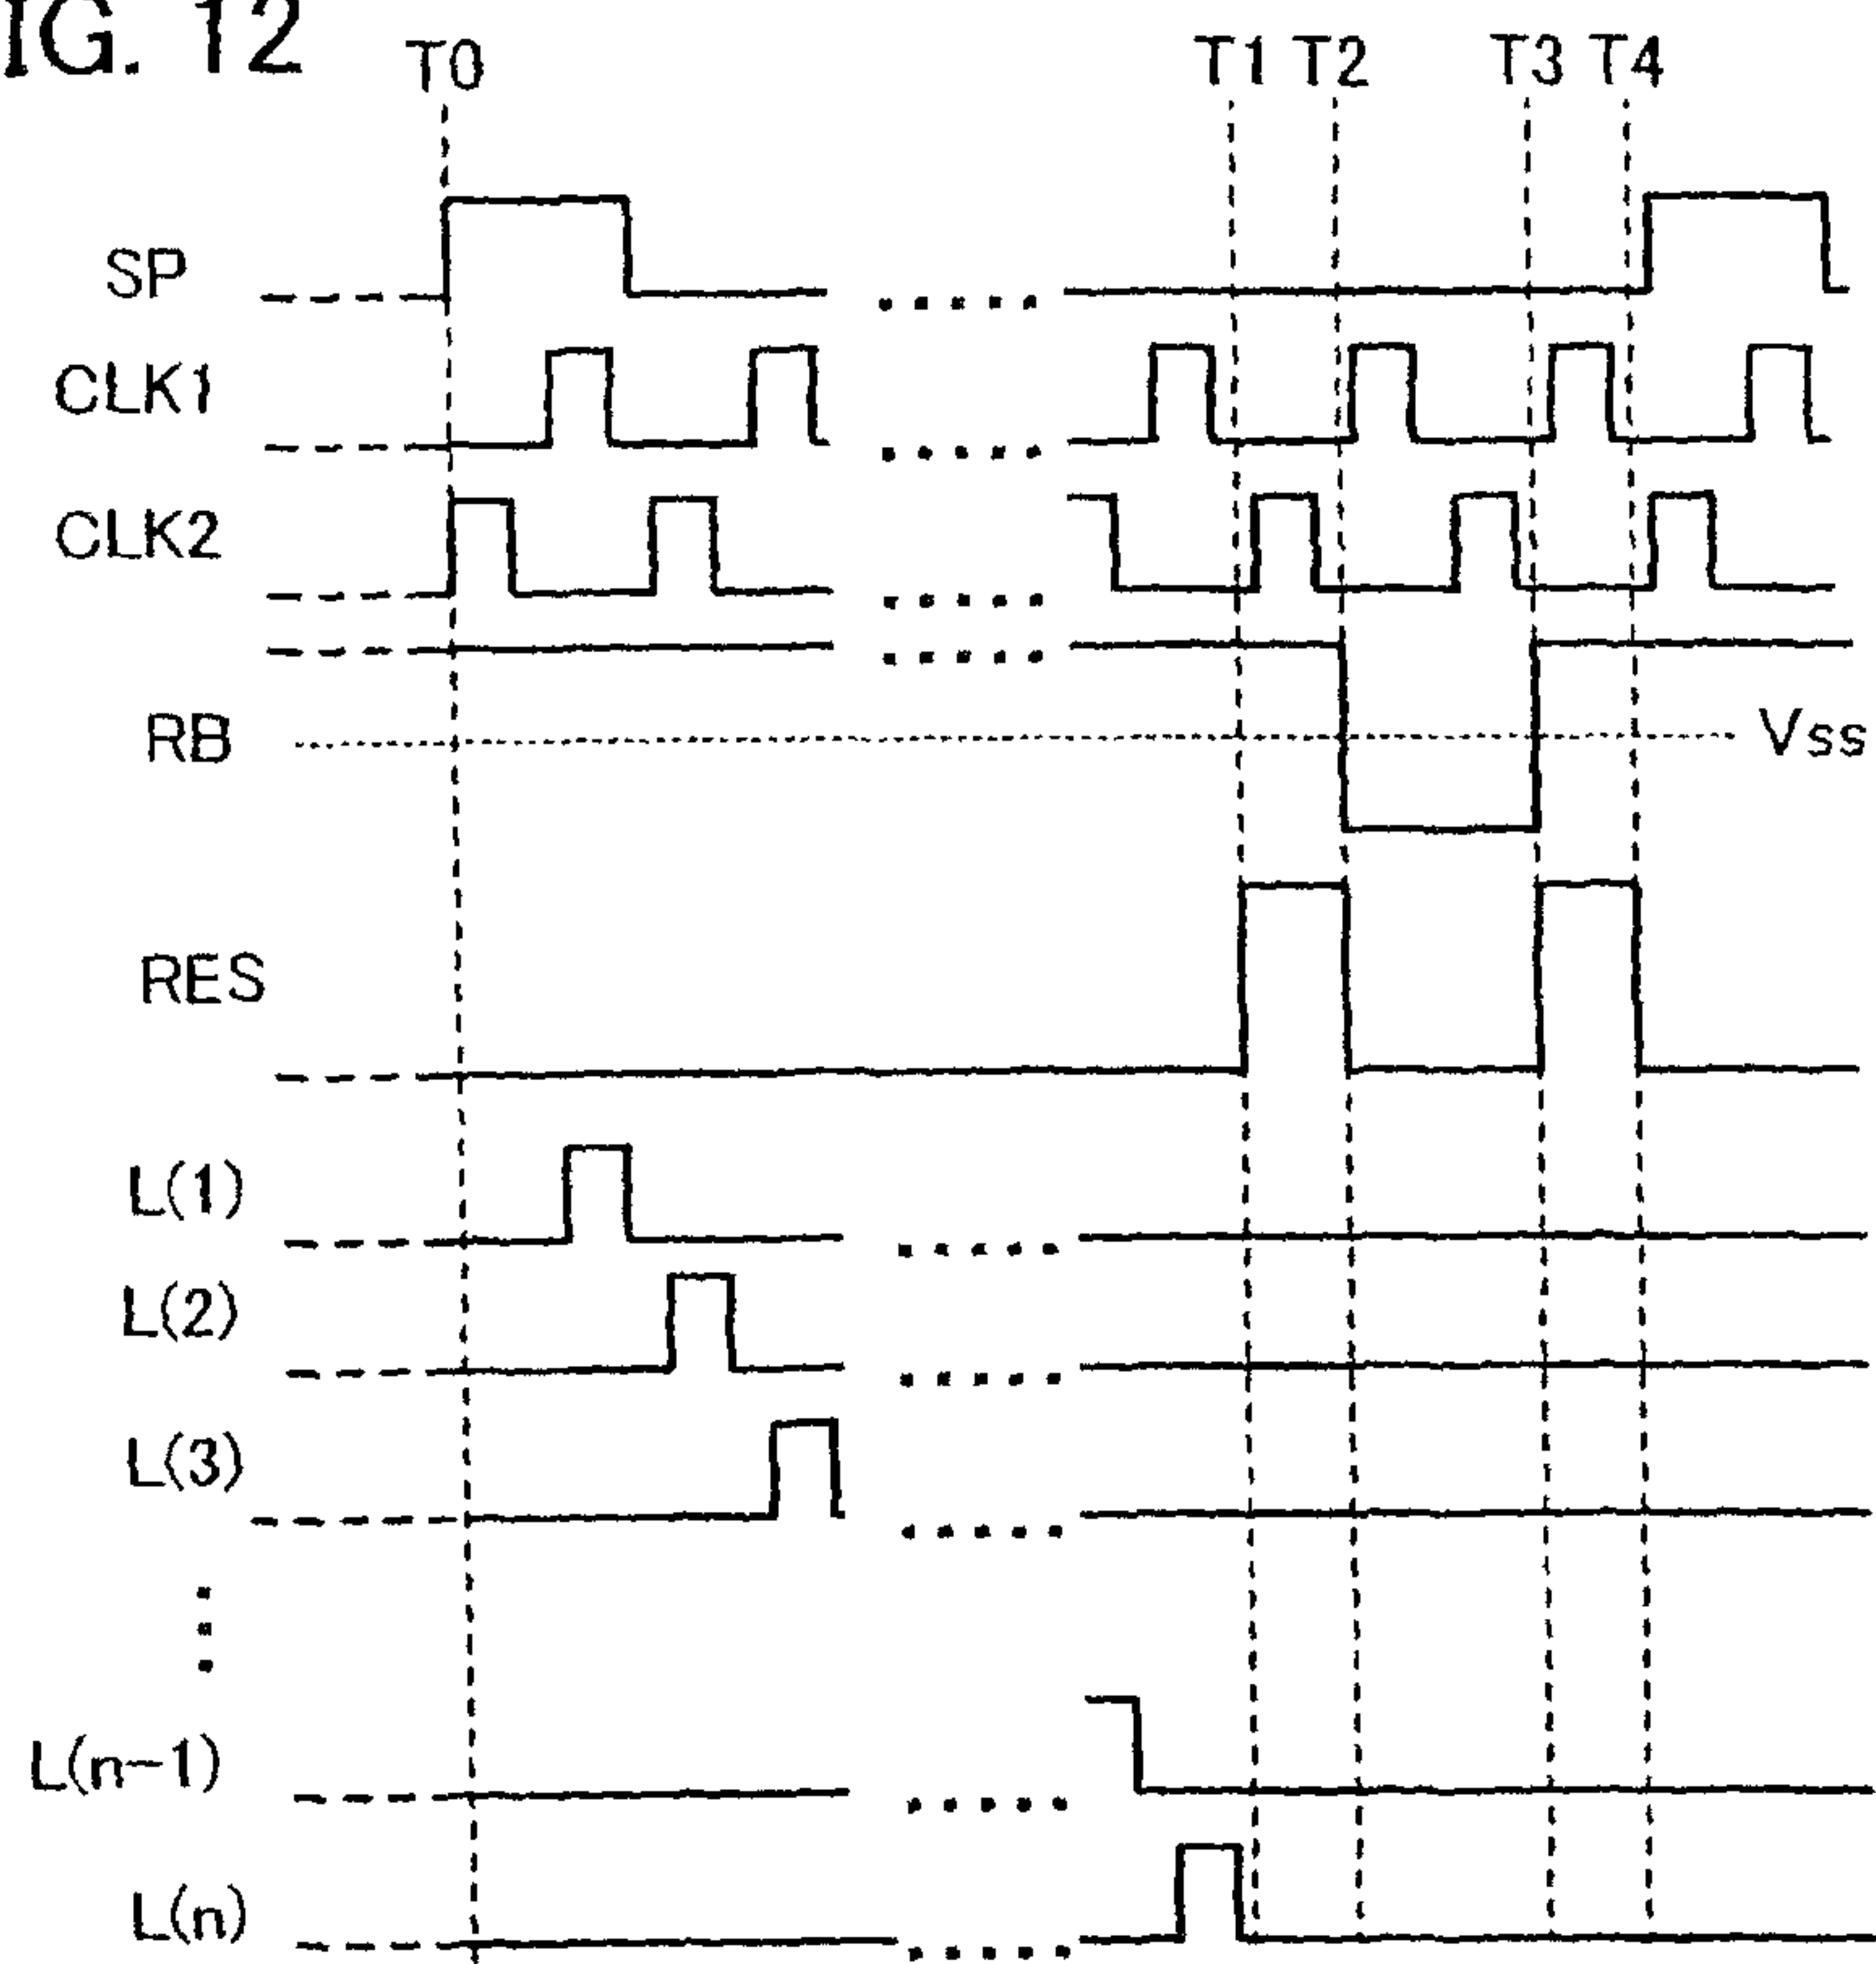 IG. 12
T0 T1 T2 T3 T4
SP
CLK1
CLK2
RB
Vss
RES
L(1)
L(2)
L(3)
L(n-1)
L(n)